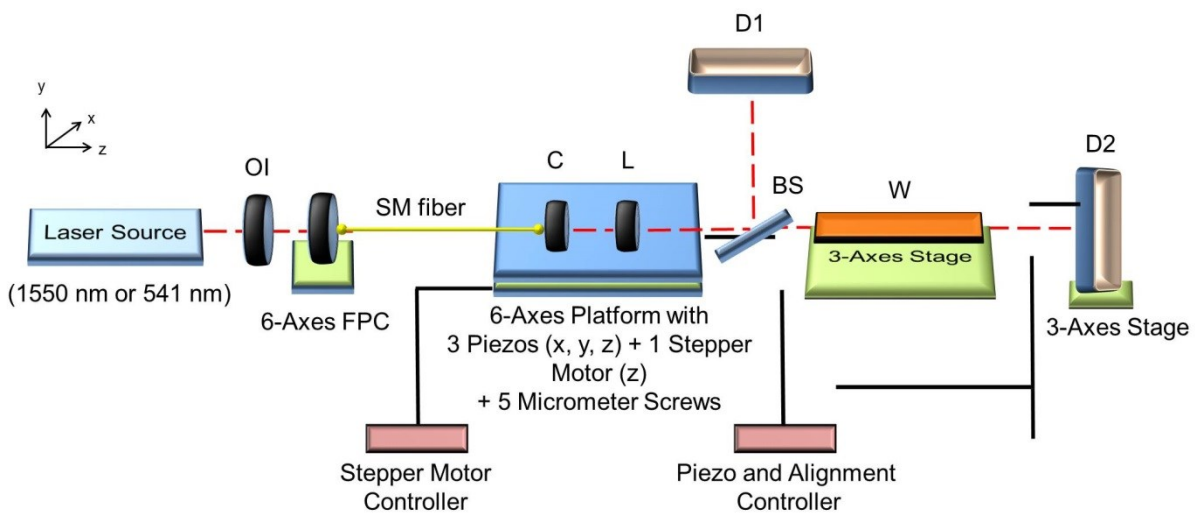 D1
y
x
z
OI
C
L
BS
W
D2
SM fiber
Laser Source
(1550 nm or 541 nm)
6-Axes FPC
3-Axes Stage
6-Axes Platform with
3 Piezos (x, y, z) + 1 Stepper
Motor (z)
+ 5 Micrometer Screws
3-Axes Stage
Stepper Motor
Controller
Piezo and Alignment
Controller